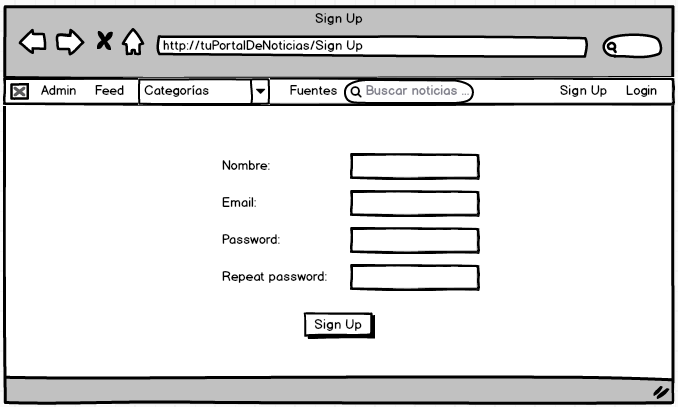 Sign Up
http://tuPortalDeNoticias/Sign Up
Admin Feed Categorías Fuentes Buscar noticias ... Sign Up Login
Nombre:
Email:
Password:
Repeat password:
Sign Up